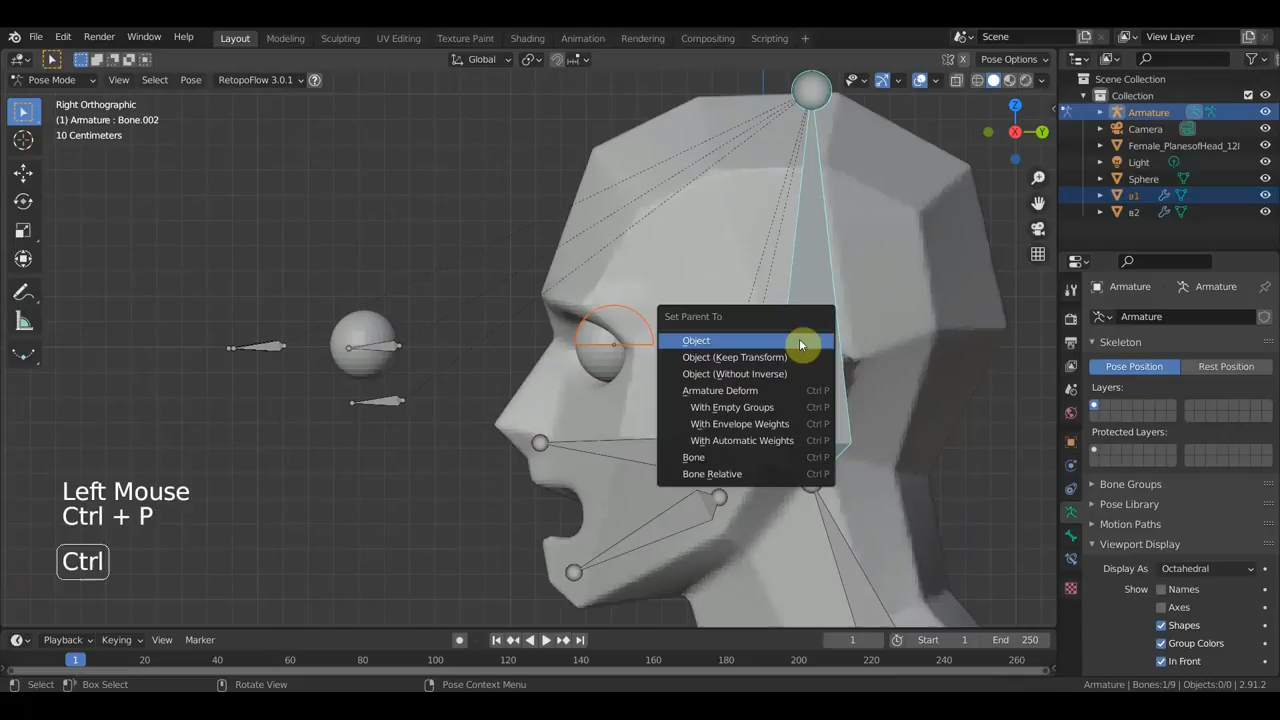 File Edit Render Window Help Layout Modeling Sculpting UV Editing Texture Paint Shading Animation Rendering Compositing Scripting + Scene View Layer
Global Pose Options
Pose Mode View Select Pose RetopoFlow 3.0.1
Scene Collection
Collection
Armature
Camera
Female_PlanesofHead_12
Light
Sphere
в1
в2
Right Orthographic
(1) Armature : Bone.002
10 Centimeters
Set Parent To
Object
Object (Keep Transform)
Object (Without Inverse)
Armature Deform Ctrl P
With Empty Groups Ctrl P
With Envelope Weights Ctrl P
With Automatic Weights Ctrl P
Bone Ctrl P
Bone Relative Ctrl P
Left Mouse
Ctrl + P
Ctrl
Armature Armature
Armature
Skeleton
Pose Position Rest Position
Layers:
Protected Layers:
Bone Groups
Pose Library
Motion Paths
Viewport Display
Display As Octahedral
Show Names
Axes
Shapes
Group Colors
In Front
Playback Keying View Marker 1 Start 1 End 250
1 20 40 60 80 100 120 140 160 180 200 220 240 260
Select Box Select Rotate View Pose Context Menu Armature | Bones:1/9 | Objects:0/0 | 2.91.2